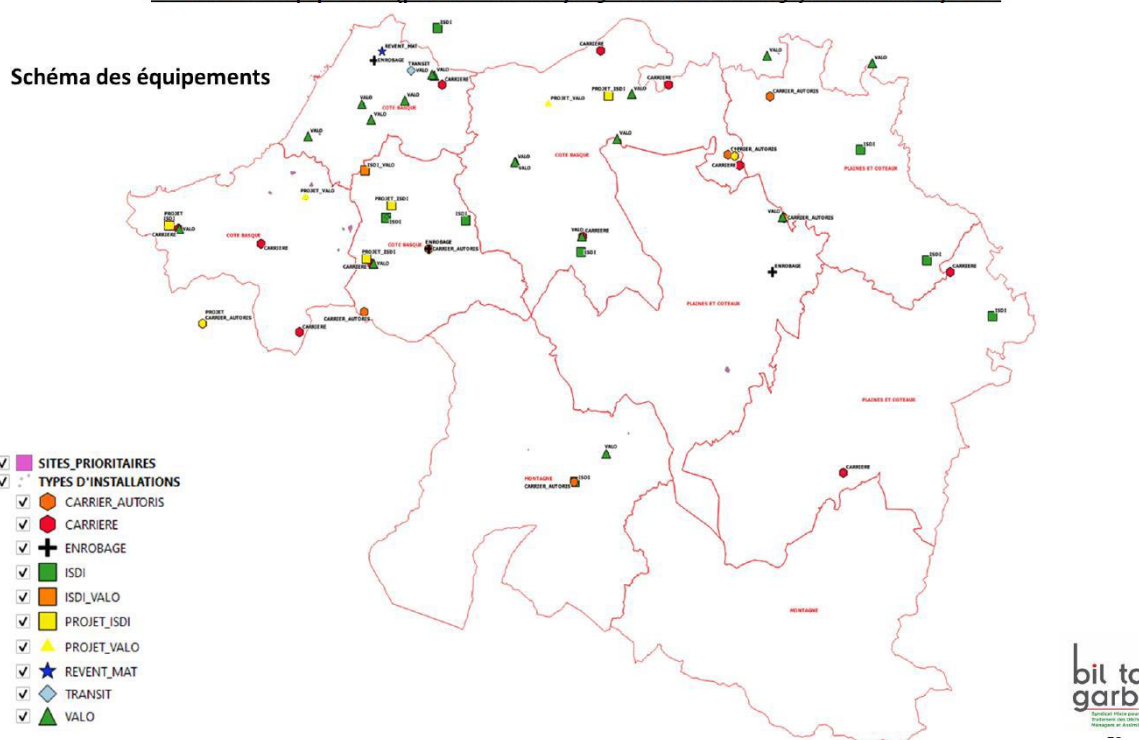 Schéma des équipements
ISDI
REVENT_MAT
ENROBAGE
TRANSIT
VALO
VALO
CARRIERE
VALO
VALO
COTE BASQUE
VALO
VALO
CARRIERE
CARRIERE
PROJET_ISDI
VALO
PROJET_VALO
VALO
COTE BASQUE
VALO
VALO
VALO
VALO
CARRIER_AUTORIS
CARRIERE
ISDI
PLAINES ET COTEAUX
ISDI_VALO
PROJET_VALO
PROJET_ISDI
ISDI
ISDI
PROJET
ISDI
CARRIERE
VALO
COTE BASQUE
CARRIERE
COTE BASQUE
ENROBAGE
CARRIER_AUTORIS
PROJET_ISDI
CARRIERE
VALO
VALO
CARRIERE
ISDI
VALO
CARRIER_AUTORIS
ENROBAGE
ISDI
CARRIERE
PLAINES ET COTEAUX
PROJET
CARRIER_AUTORIS
CARRIERE
CARRIER_AUTORIS
ISDI
PLAINES ET COTEAUX
VALO
MONTAGNE
ISDI
CARRIER_AUTORIS
CARRIERE
MONTAGNE
SITES_PRIORITAIRES
TYPES D'INSTALLATIONS
CARRIER_AUTORIS
CARRIERE
ENROBAGE
ISDI
ISDI_VALO
PROJET_ISDI
PROJET_VALO
REVENT_MAT
TRANSIT
VALO
bil ta
garb